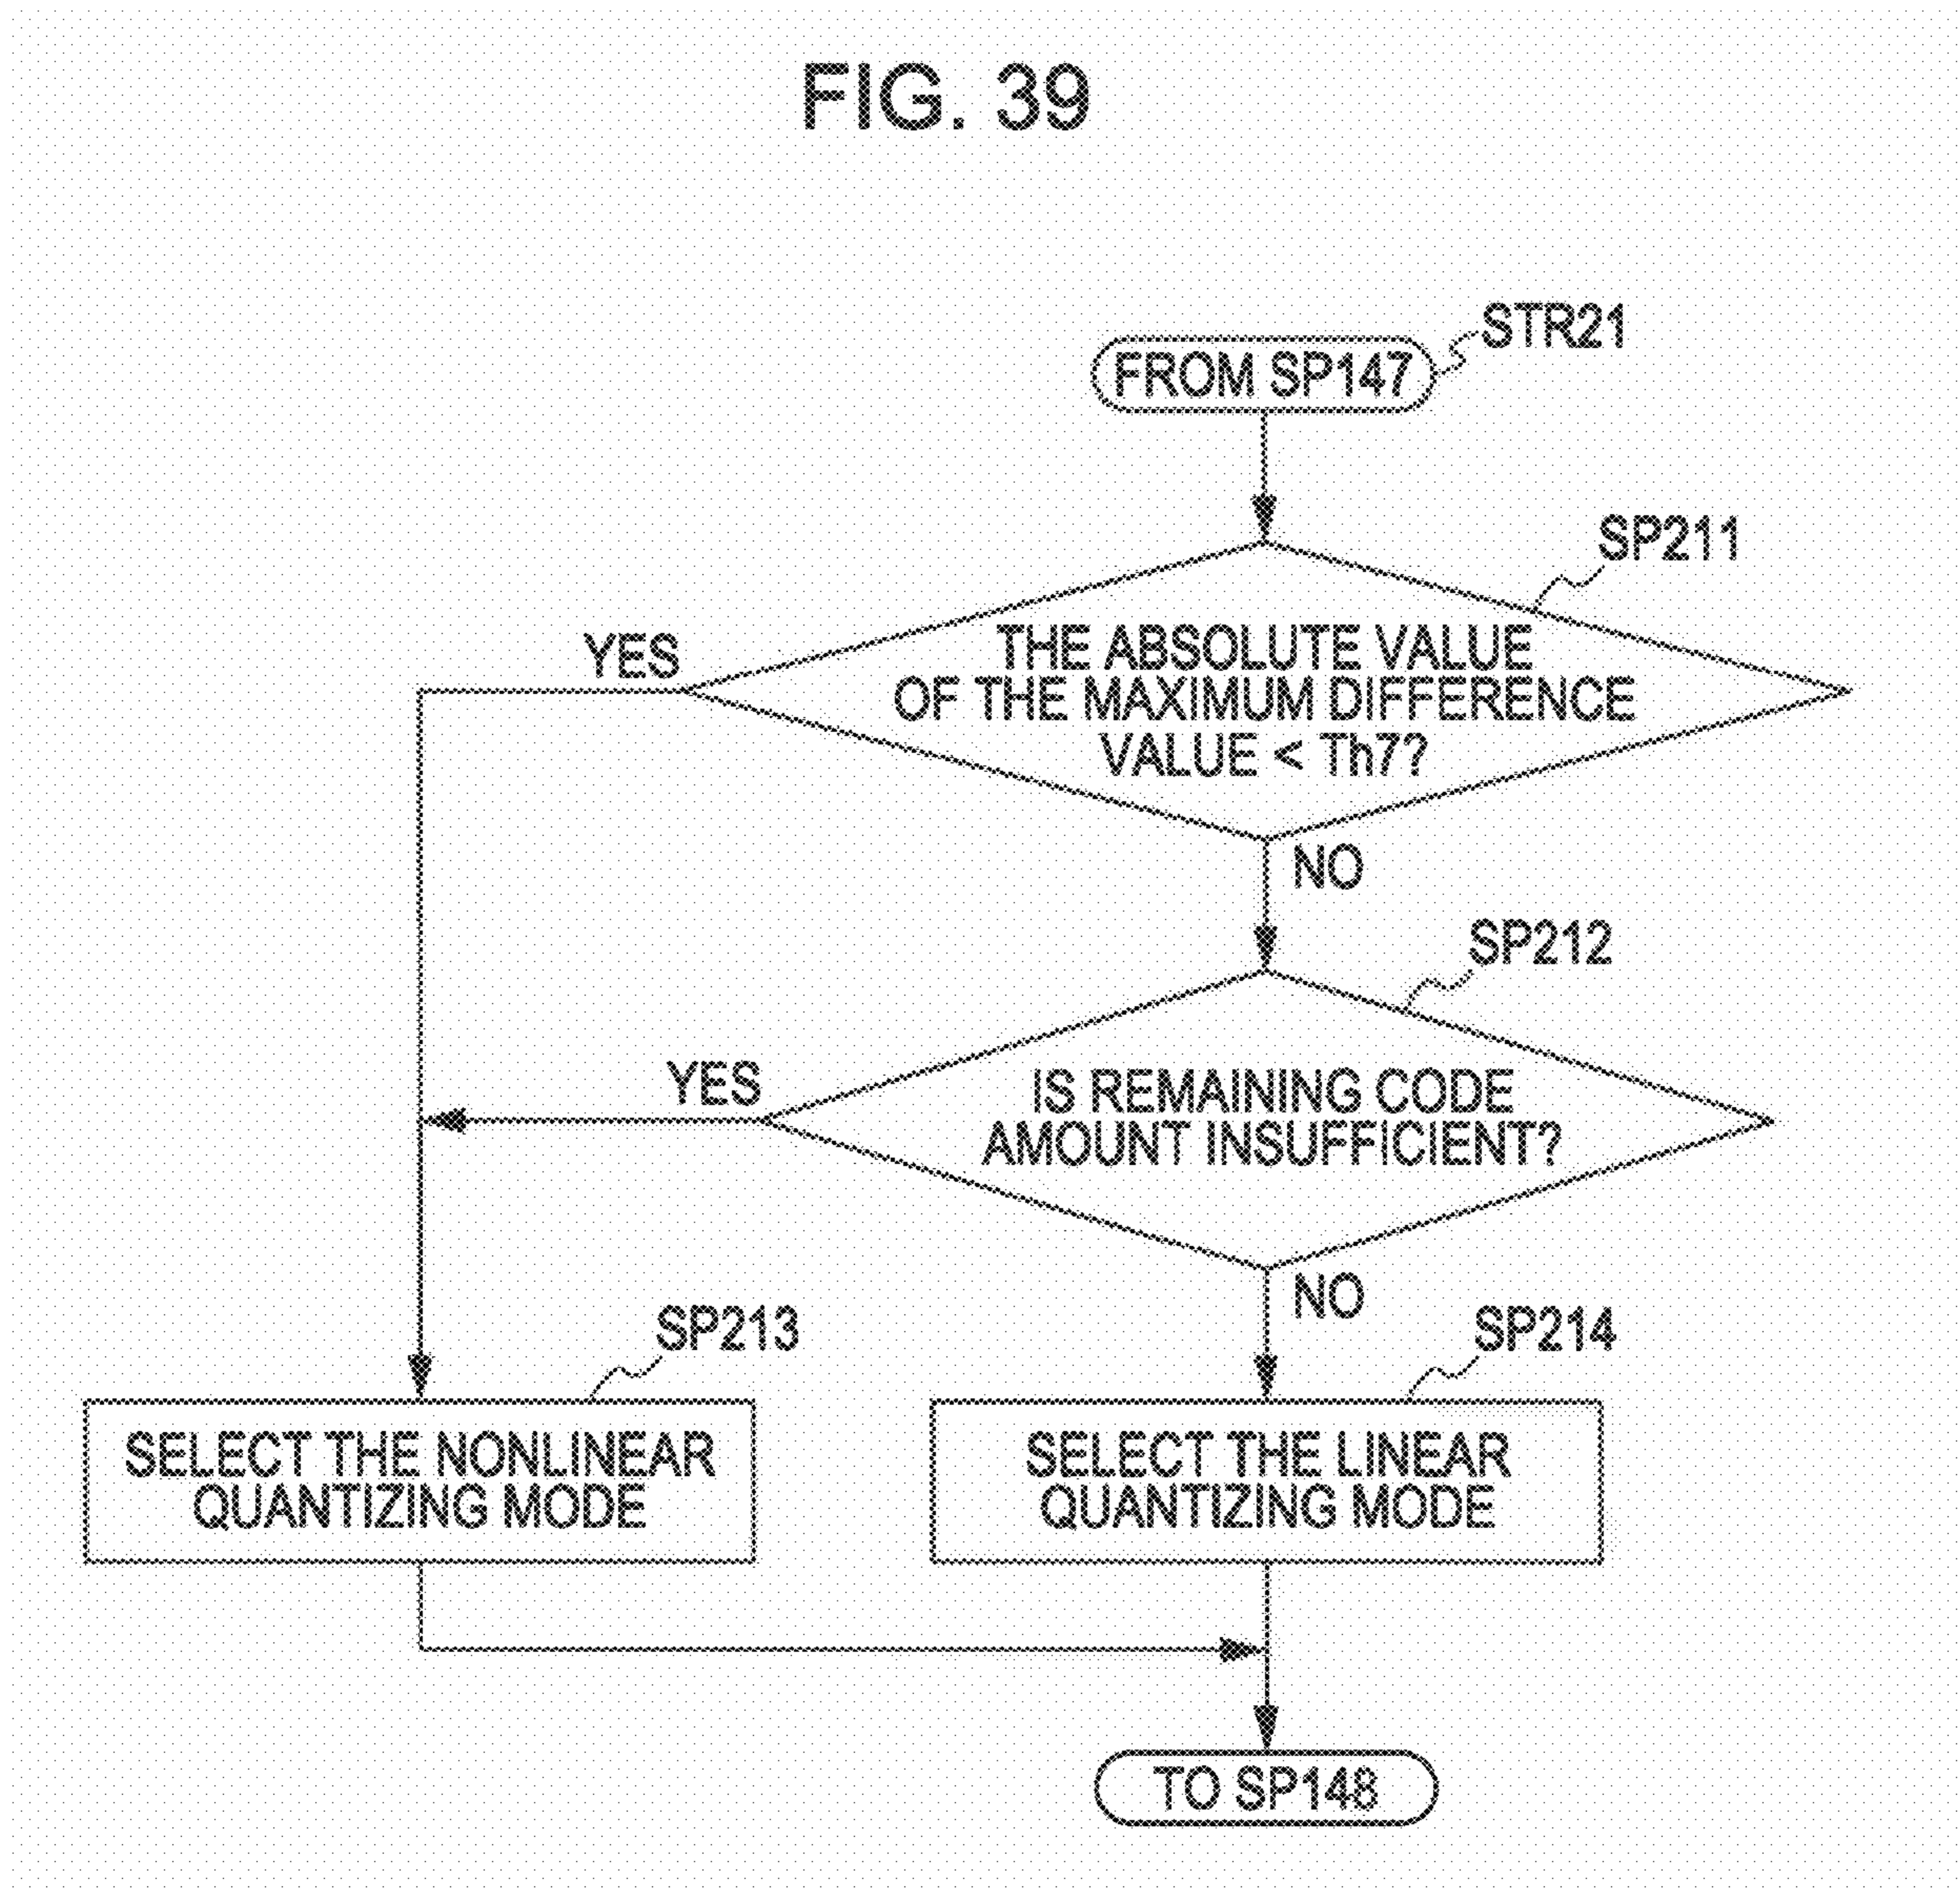 FIG. 39
STR21
FROM SP147
SP211
YES
THE ABSOLUTE VALUE
OF THE MAXIMUM DIFFERENCE
VALUE < Th7?
NO
SP212
YES
IS REMAINING CODE
AMOUNT INSUFFICIENT?
NO
SP213
SP214
SELECT THE NONLINEAR
QUANTIZING MODE
SELECT THE LINEAR
QUANTIZING MODE
TO SP148